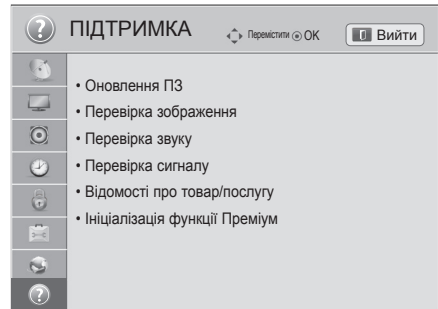 ПІДТРИМКА
Перемістити OK
Вийти
• Оновлення ПЗ
• Перевірка зображення
• Перевірка звуку
• Перевірка сигналу
• Відомості про товар/послугу
• Ініціалізація функції Преміум